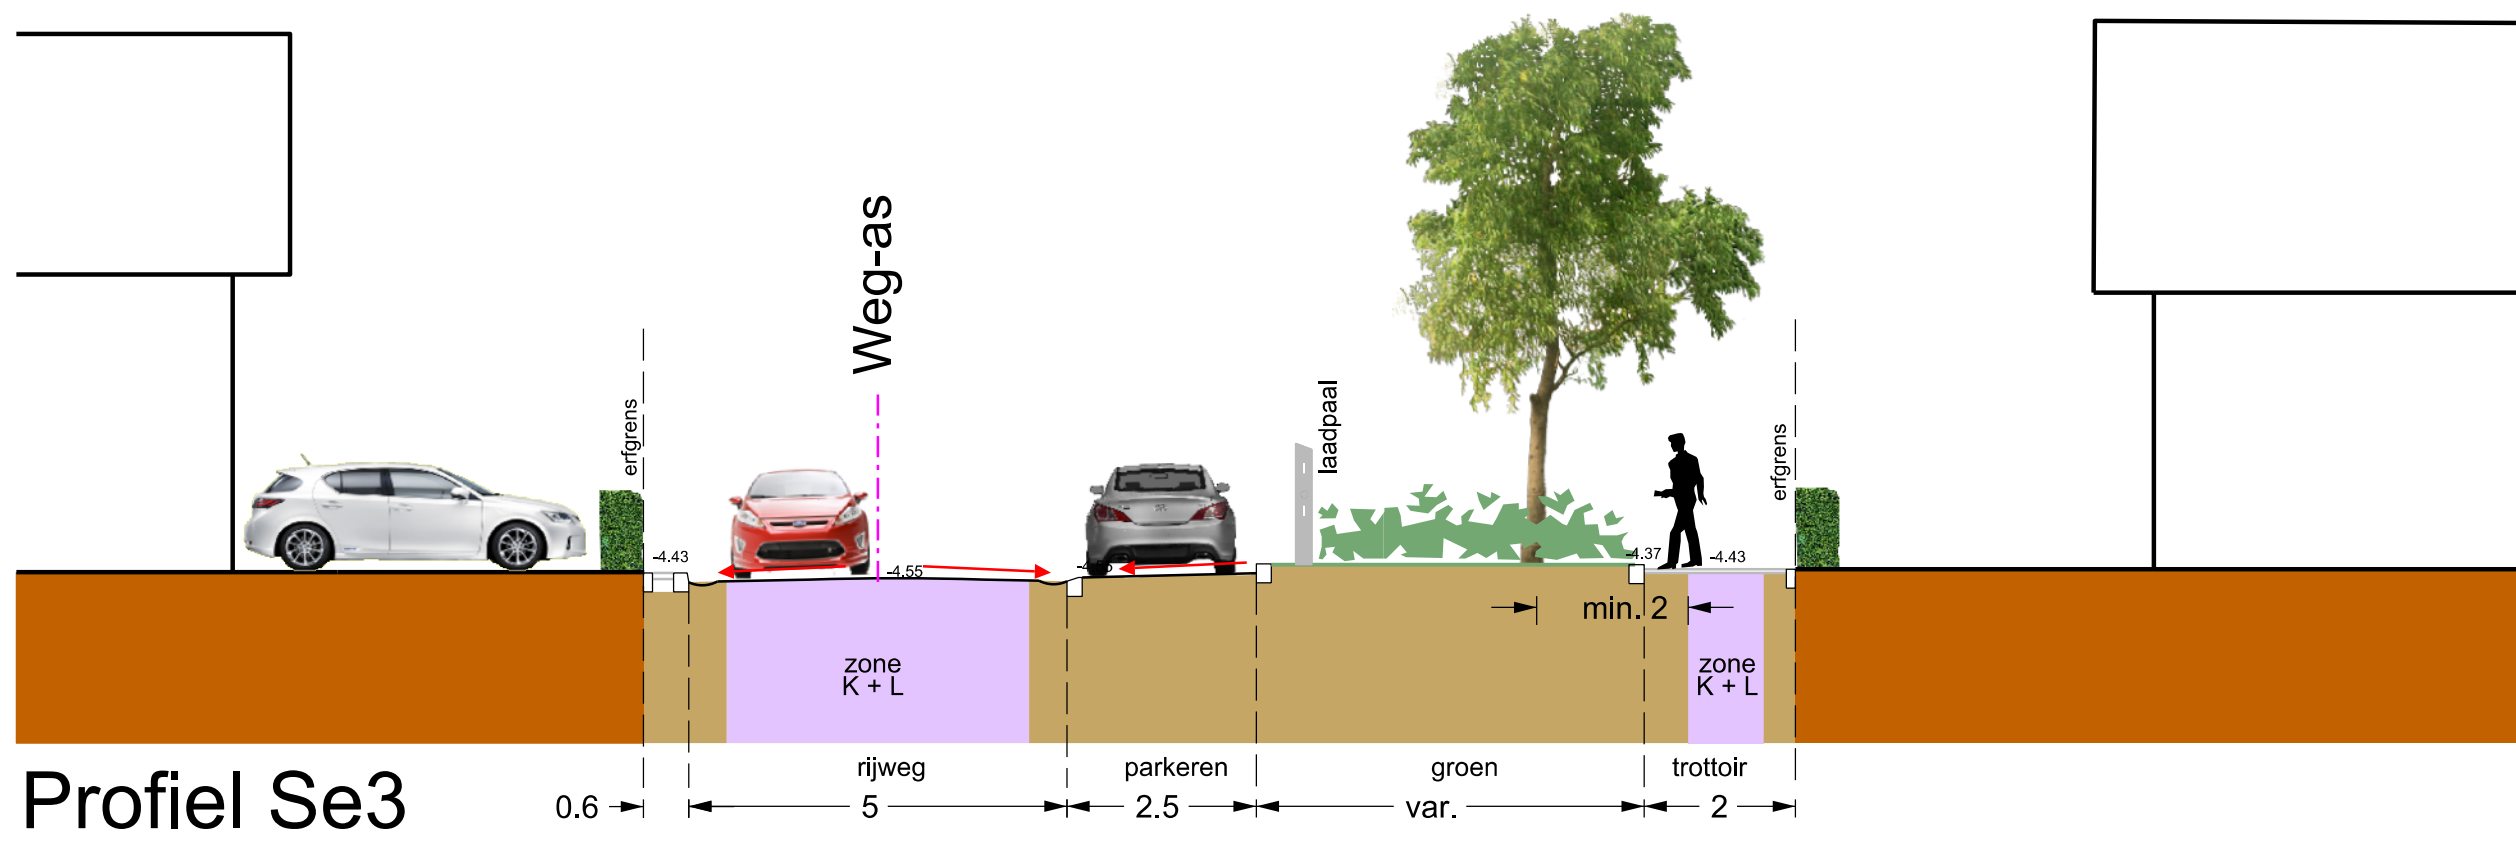 Weg-as
erfgrens
laadpaal
erfgrens
-4.43
-4.55
-4.37
-4.43
min. 2
zone
K + L
zone
K + L
rijweg
parkeren
groen
trottoir
Profiel Se3
0.6
5
2.5
var.
2